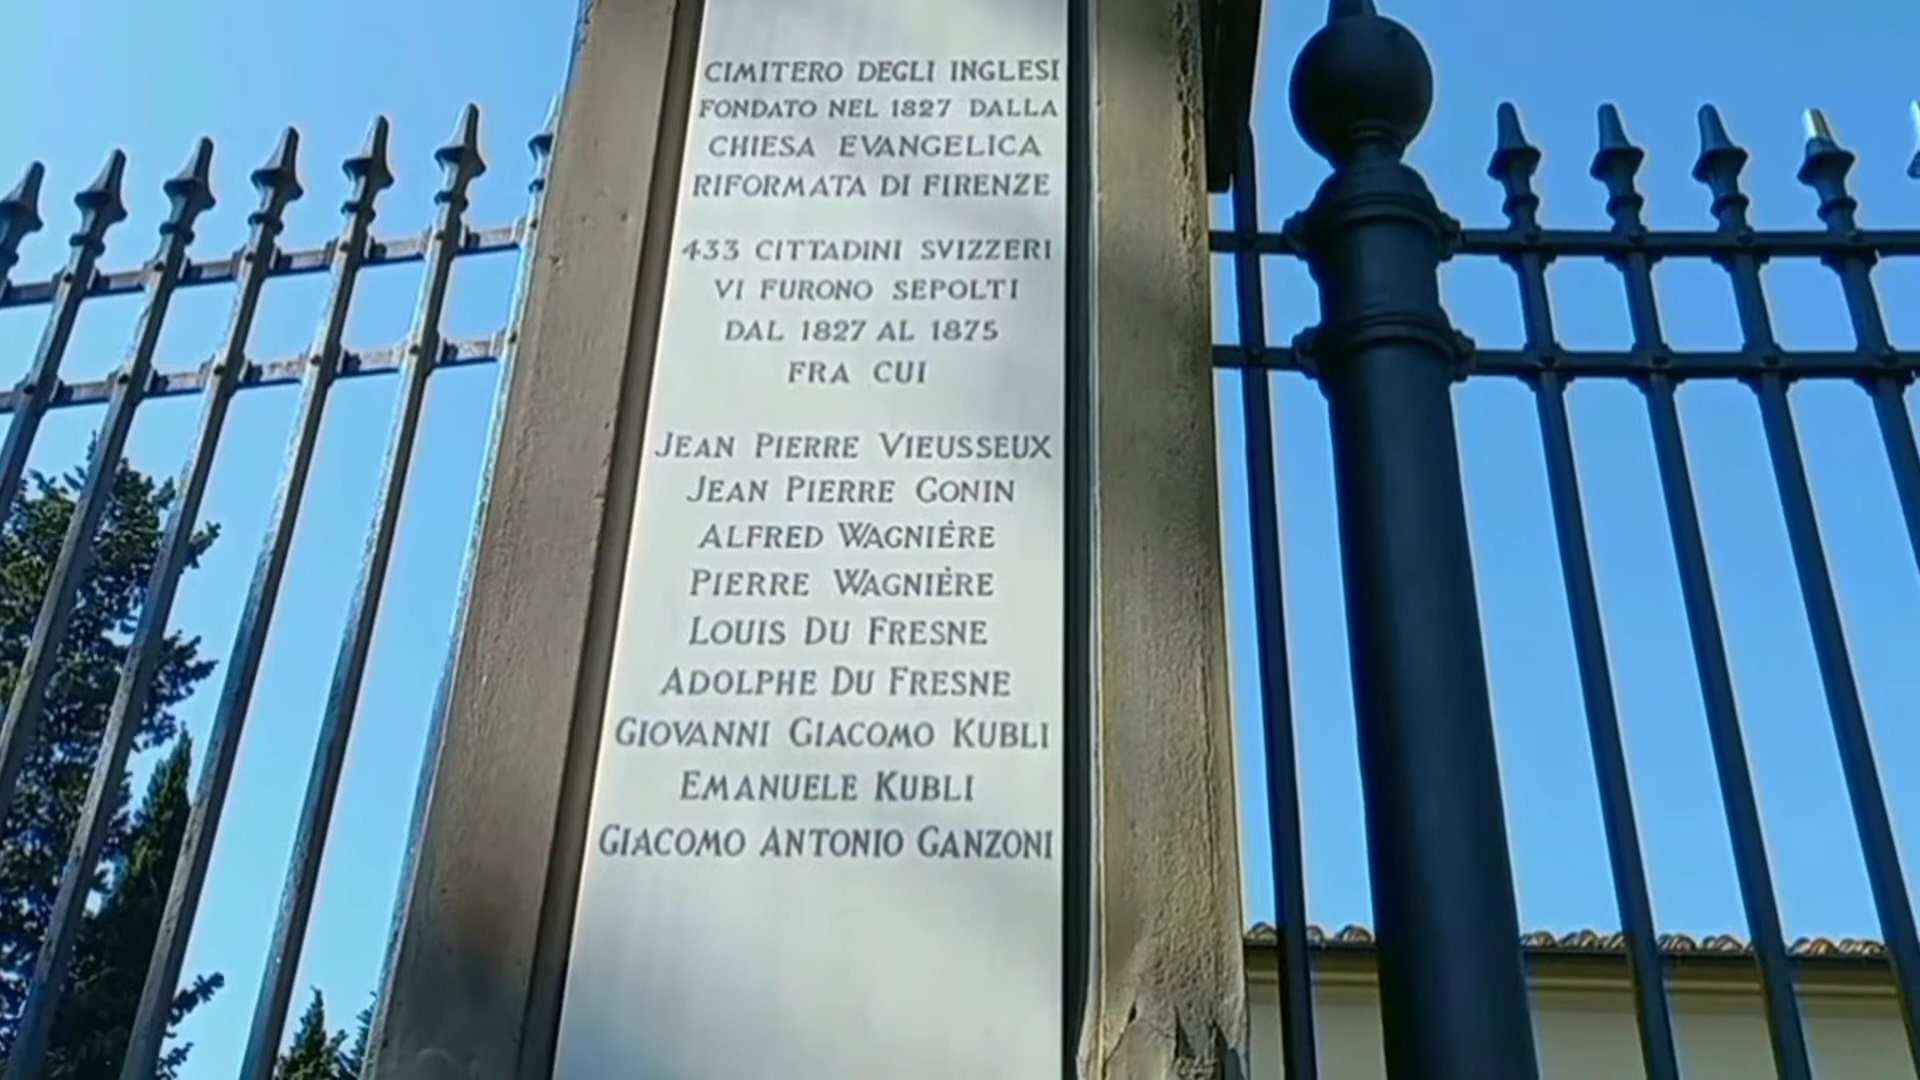 CIMITERO DEGLI INGLESI
FONDATO NEL 1827 DALLA
CHIESA EVANGELICA
RIFORMATA DI FIRENZE
433 CITTADINI SVIZZERI
VI FURONO SEPOLTI
DAL 1827 AL 1875
FRA CUI
JEAN PIERRE VIEUSSEUX
JEAN PIERRE GONIN
ALFRED WAGNIÈRE
PIERRE WAGNIÈRE
LOUIS DU FRESNE
ADOLPHE DU FRESNE
GIOVANNI GIACOMO KUBLI
EMANUELE KUBLI
GIACOMO ANTONIO GANZONI